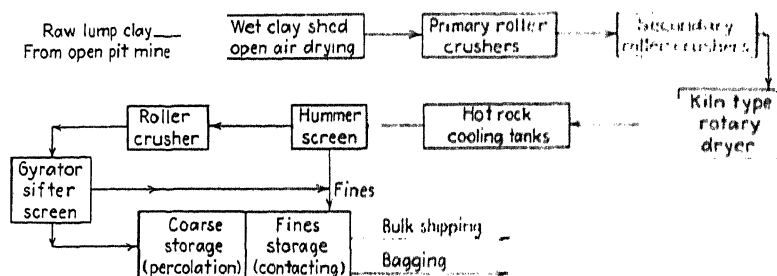 Raw lump clay
From open pit mine
Wet clay shed
open air drying
Primary roller
crushers
Secondary
roller crushers
Kiln type
rotary
dryer
Hot rock
cooling tanks
Hummer
screen
Roller
crusher
Gyrator
sifter
screen
Fines
Coarse
storage
(percolation)
Fines
storage
(contacting)
Bulk shipping
Bagging